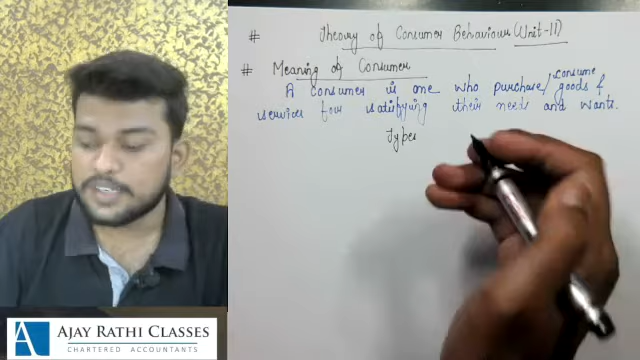 # Theory of Consumer Behaviour (Unit-II)
# Meaning of Consumer
A consumer is one who purchase/consume goods &
services for satisfying their needs and wants.
Types
AJAY RATHI CLASSES
CHARTERED ACCOUNTANTS